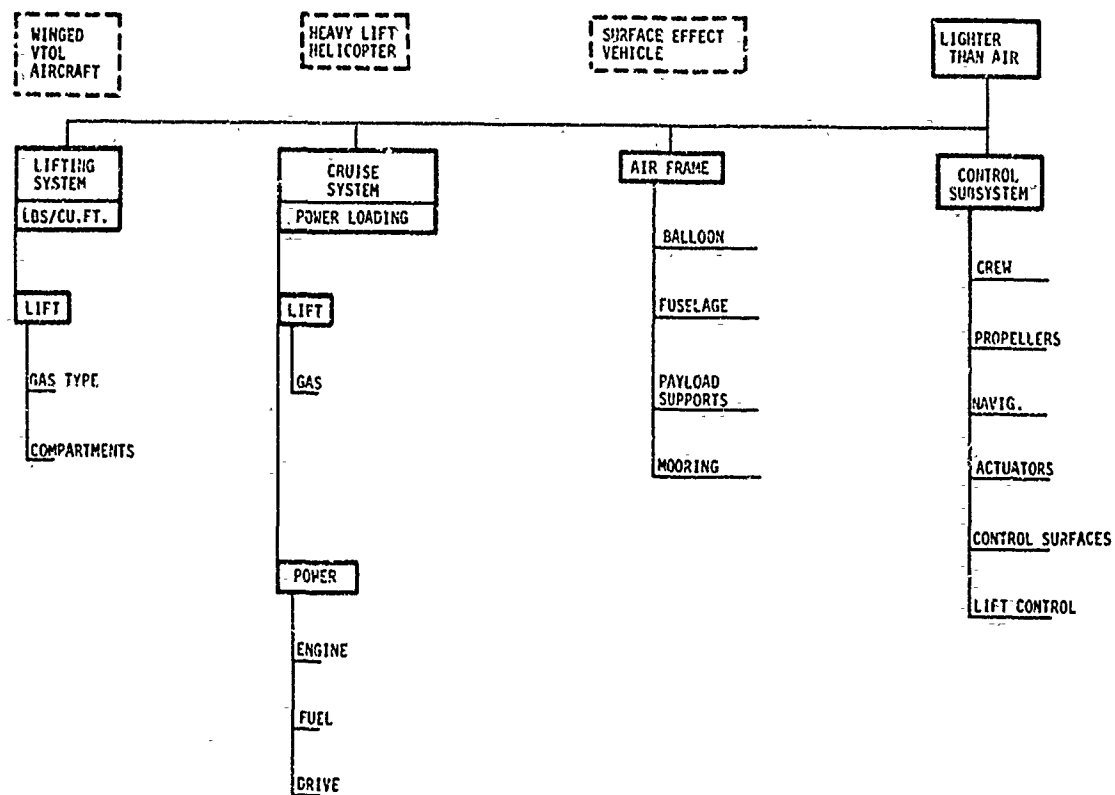 WINGED
VTOL
AIRCRAFT
HEAVY LIFT
HELICOPTER
SURFACE EFFECT
VEHICLE
LIGHTER
THAN AIR
LIFTING
SYSTEM
LBS/CU.FT.
CRUISE
SYSTEM
POWER LOADING
AIR FRAME
CONTROL
SUBSYSTEM
LIFT
GAS TYPE
COMPARTMENTS
LIFT
GAS
POWER
ENGINE
FUEL
DRIVE
BALLOON
FUSELAGE
PAYLOAD
SUPPORTS
MOORING
CREW
PROPELLERS
NAVIG.
ACTUATORS
CONTROL SURFACES
LIFT CONTROL